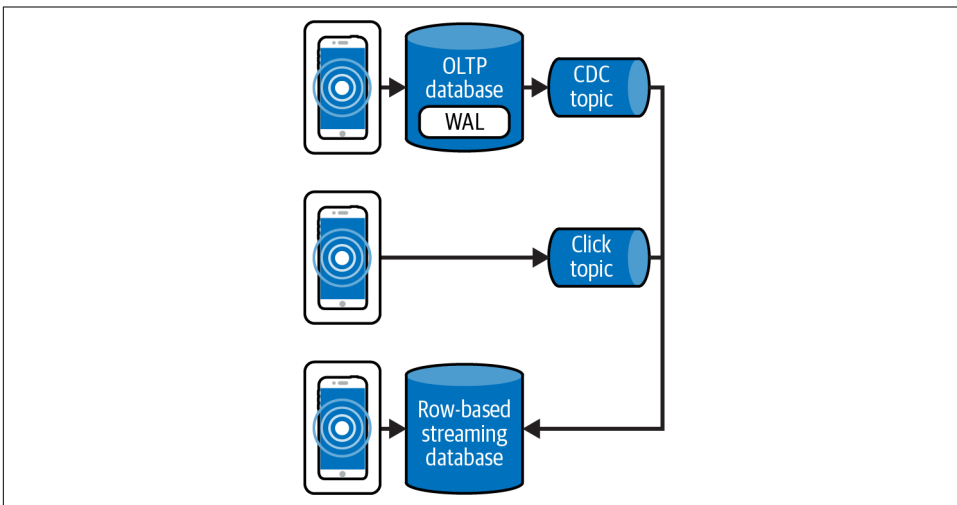 OLTP
database
WAL
CDC
topic
Click
topic
Row-based
streaming
database